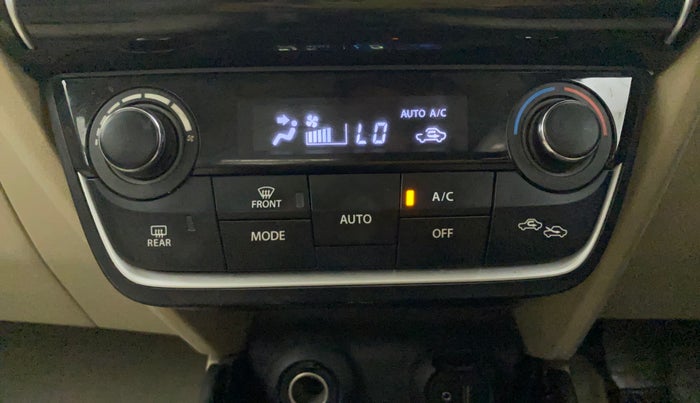 AUTO A/C
LO
FRONT
A/C
AUTO
REAR
MODE
OFF